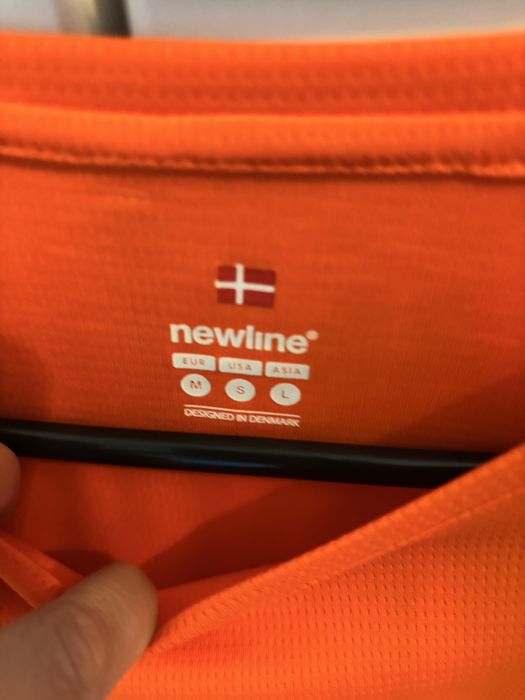 newline®
EUR USA ASIA
M S L
DESIGNED IN DENMARK